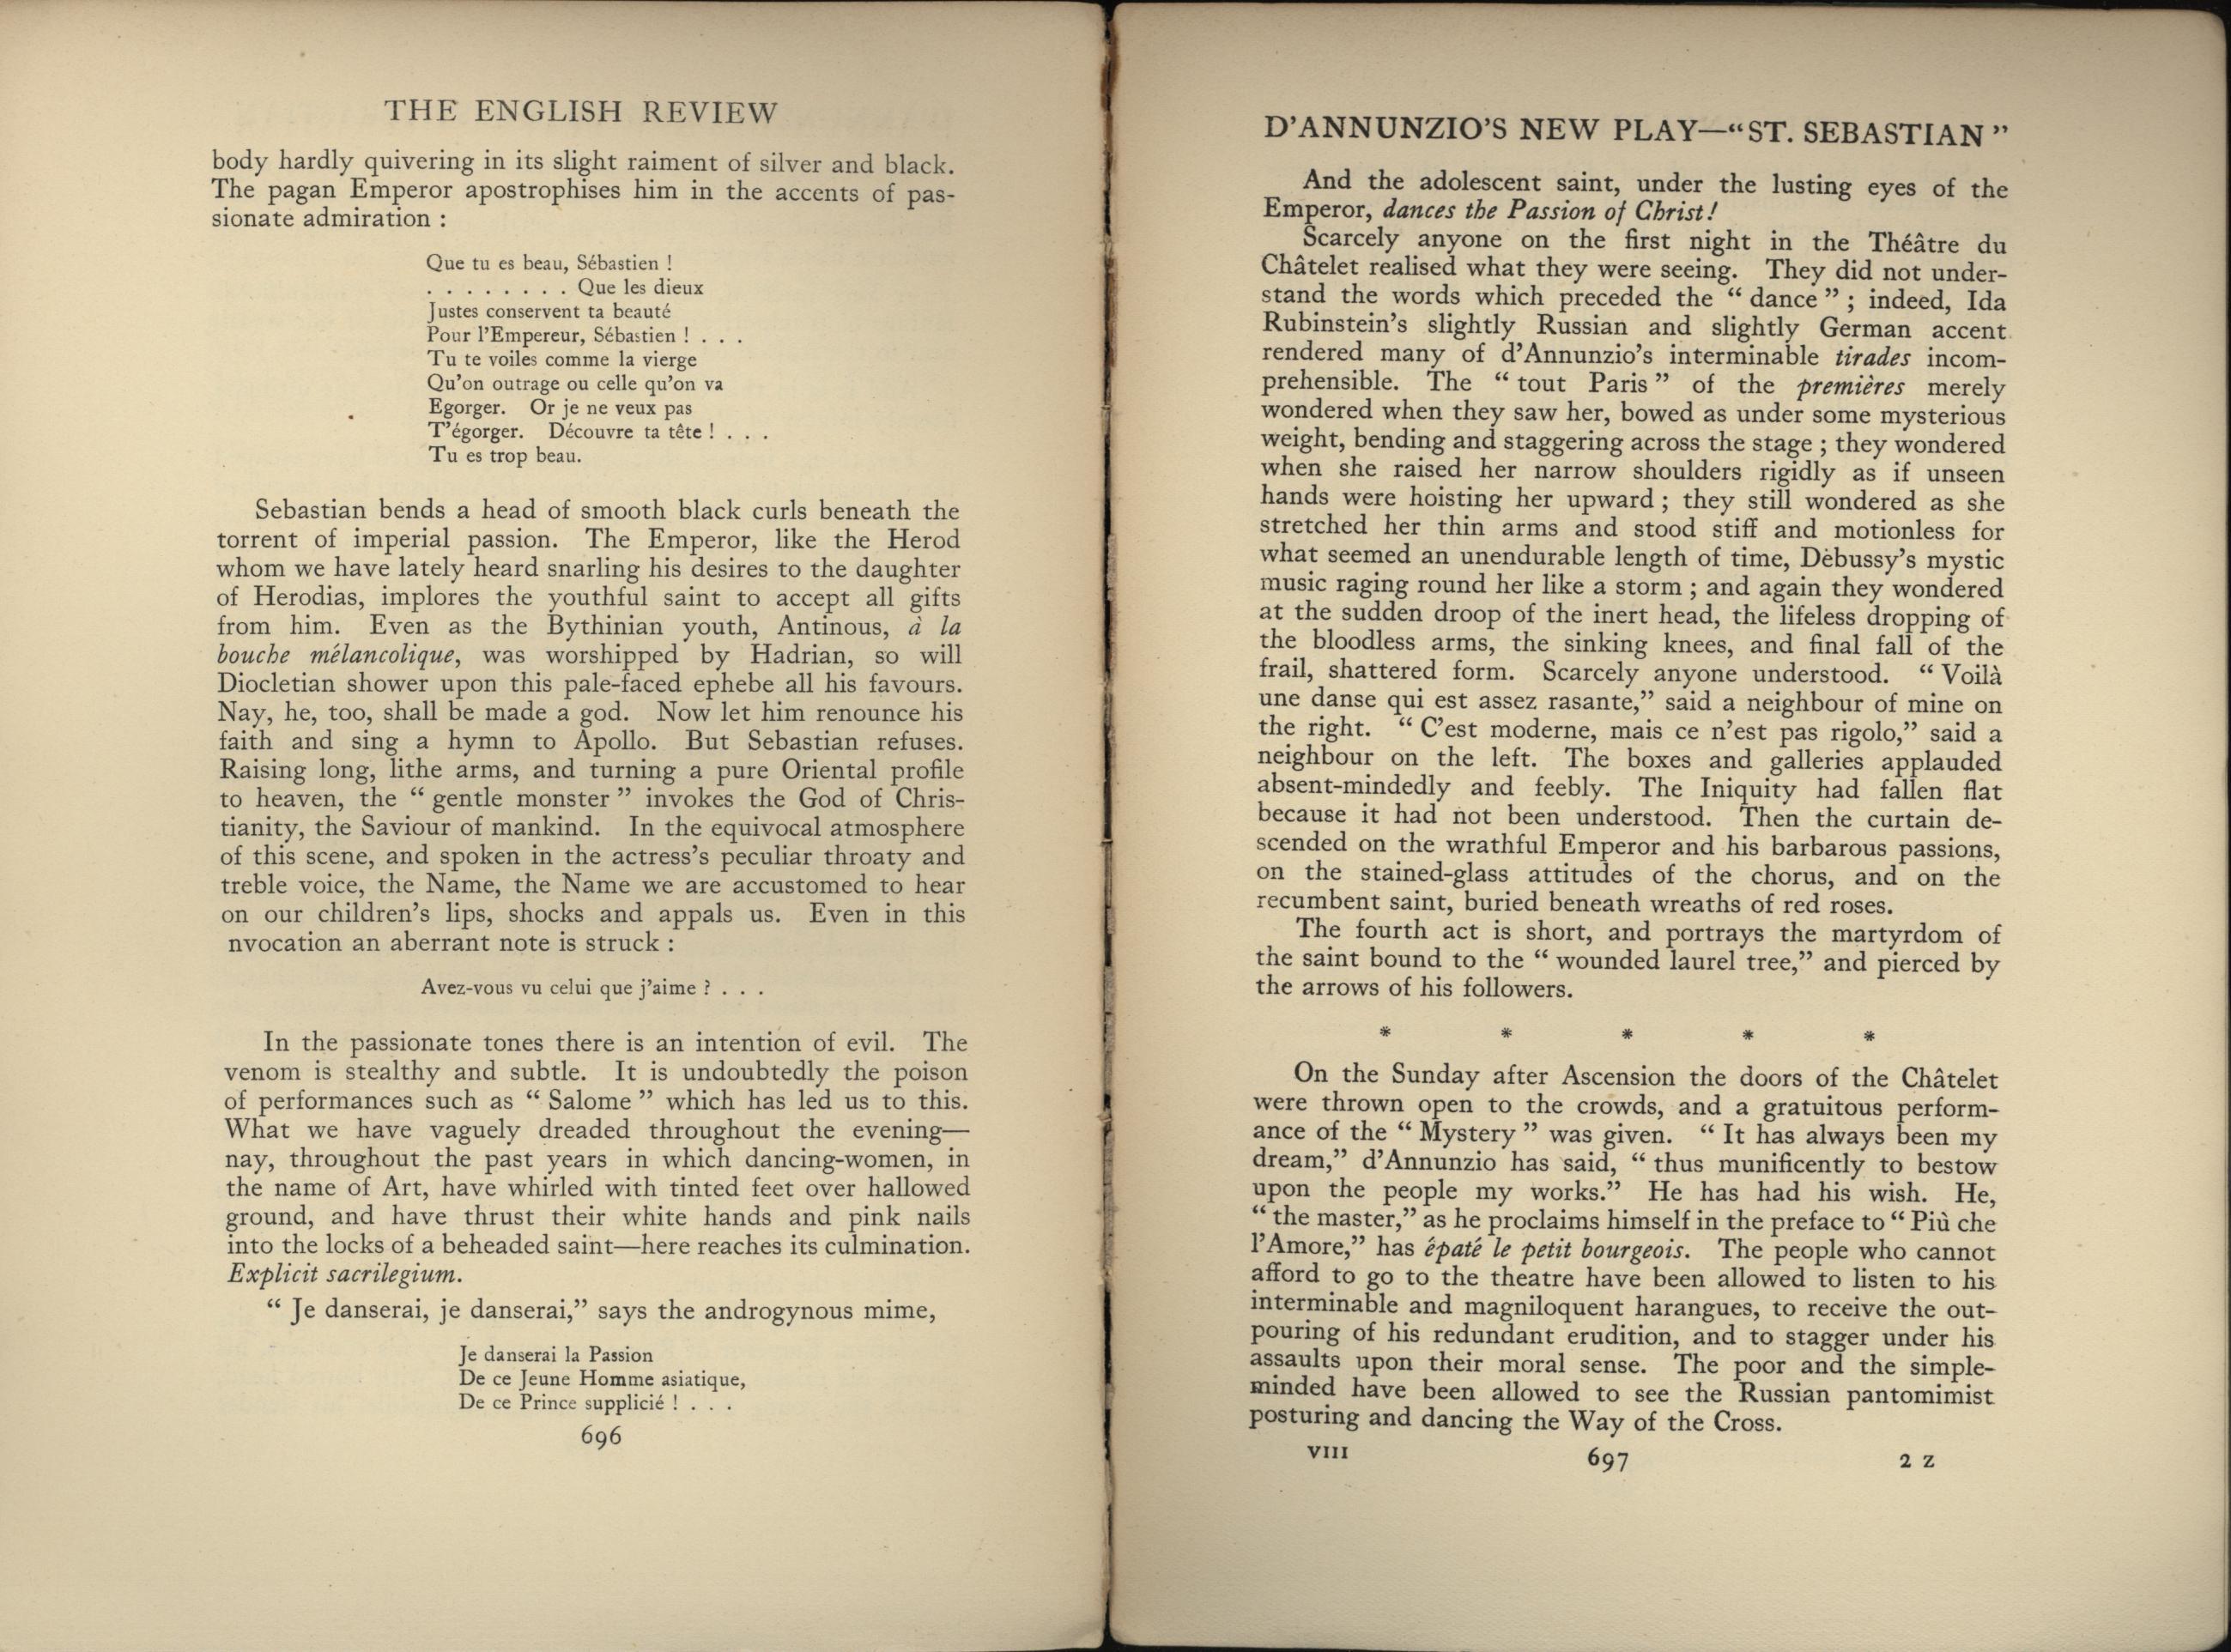 THE ENGLISH REVIEW
body hardly quivering in its slight raiment of silver and black.
The pagan Emperor apostrophises him in the accents of pas-
sionate admiration :
Que tu es beau, Sébastien !
. . . . . . . . Que les dieux
Justes conservent ta beauté
Pour l'Empereur, Sébastien ! . . .
Tu te voiles comme la vierge
Qu'on outrage ou celle qu'on va
Egorger. Or je ne veux pas
T'égorger. Découvre ta tête ! . . .
Tu es trop beau.
Sebastian bends a head of smooth black curls beneath the
torrent of imperial passion. The Emperor, like the Herod
whom we have lately heard snarling his desires to the daughter
of Herodias, implores the youthful saint to accept all gifts
from him. Even as the Bythinian youth, Antinous, à la
bouche mélancolique, was worshipped by Hadrian, so will
Diocletian shower upon this pale-faced ephebe all his favours.
Nay, he, too, shall be made a god. Now let him renounce his
faith and sing a hymn to Apollo. But Sebastian refuses.
Raising long, lithe arms, and turning a pure Oriental profile
to heaven, the “ gentle monster ” invokes the God of Chris-
tianity, the Saviour of mankind. In the equivocal atmosphere
of this scene, and spoken in the actress's peculiar throaty and
treble voice, the Name, the Name we are accustomed to hear
on our children's lips, shocks and appals us. Even in this
nvocation an aberrant note is struck :
Avez-vous vu celui que j'aime ? . . .
In the passionate tones there is an intention of evil. The
venom is stealthy and subtle. It is undoubtedly the poison
of performances such as “ Salome ” which has led us to this.
What we have vaguely dreaded throughout the evening—
nay, throughout the past years in which dancing-women, in
the name of Art, have whirled with tinted feet over hallowed
ground, and have thrust their white hands and pink nails
into the locks of a beheaded saint—here reaches its culmination.
Explicit sacrilegium.
“ Je danserai, je danserai,” says the androgynous mime,
Je danserai la Passion
De ce Jeune Homme asiatique,
De ce Prince supplicié ! . . .
696
D'ANNUNZIO'S NEW PLAY—“ST. SEBASTIAN ”
And the adolescent saint, under the lusting eyes of the
Emperor, dances the Passion of Christ!
Scarcely anyone on the first night in the Théâtre du
Châtelet realised what they were seeing. They did not under-
stand the words which preceded the “ dance ” ; indeed, Ida
Rubinstein's slightly Russian and slightly German accent
rendered many of d'Annunzio's interminable tirades incom-
prehensible. The “ tout Paris ” of the premières merely
wondered when they saw her, bowed as under some mysterious
weight, bending and staggering across the stage ; they wondered
when she raised her narrow shoulders rigidly as if unseen
hands were hoisting her upward ; they still wondered as she
stretched her thin arms and stood stiff and motionless for
what seemed an unendurable length of time, Debussy's mystic
music raging round her like a storm ; and again they wondered
at the sudden droop of the inert head, the lifeless dropping of
the bloodless arms, the sinking knees, and final fall of the
frail, shattered form. Scarcely anyone understood. “ Voilà
une danse qui est assez rasante,” said a neighbour of mine on
the right. “ C'est moderne, mais ce n'est pas rigolo,” said a
neighbour on the left. The boxes and galleries applauded
absent-mindedly and feebly. The Iniquity had fallen flat
because it had not been understood. Then the curtain de-
scended on the wrathful Emperor and his barbarous passions,
on the stained-glass attitudes of the chorus, and on the
recumbent saint, buried beneath wreaths of red roses.
The fourth act is short, and portrays the martyrdom of
the saint bound to the “ wounded laurel tree,” and pierced by
the arrows of his followers.
* * * * *
On the Sunday after Ascension the doors of the Châtelet
were thrown open to the crowds, and a gratuitous perform-
ance of the “ Mystery ” was given. “ It has always been my
dream,” d'Annunzio has said, “ thus munificently to bestow
upon the people my works.” He has had his wish. He,
“ the master,” as he proclaims himself in the preface to “ Più che
l'Amore,” has épaté le petit bourgeois. The people who cannot
afford to go to the theatre have been allowed to listen to his
interminable and magniloquent harangues, to receive the out-
pouring of his redundant erudition, and to stagger under his
assaults upon their moral sense. The poor and the simple-
minded have been allowed to see the Russian pantomimist
posturing and dancing the Way of the Cross.
VIII 697 2 Z